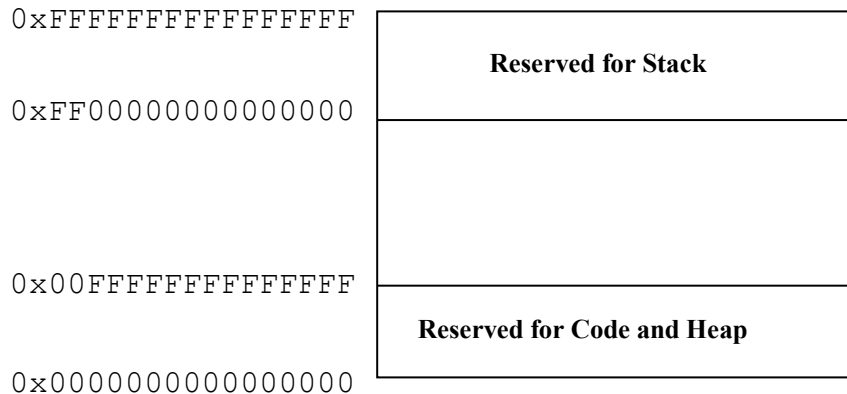 0xFFFFFFFFFFFFFFFF
Reserved for Stack
0xFF00000000000000
0x00FFFFFFFFFFFFFF
Reserved for Code and Heap
0x0000000000000000